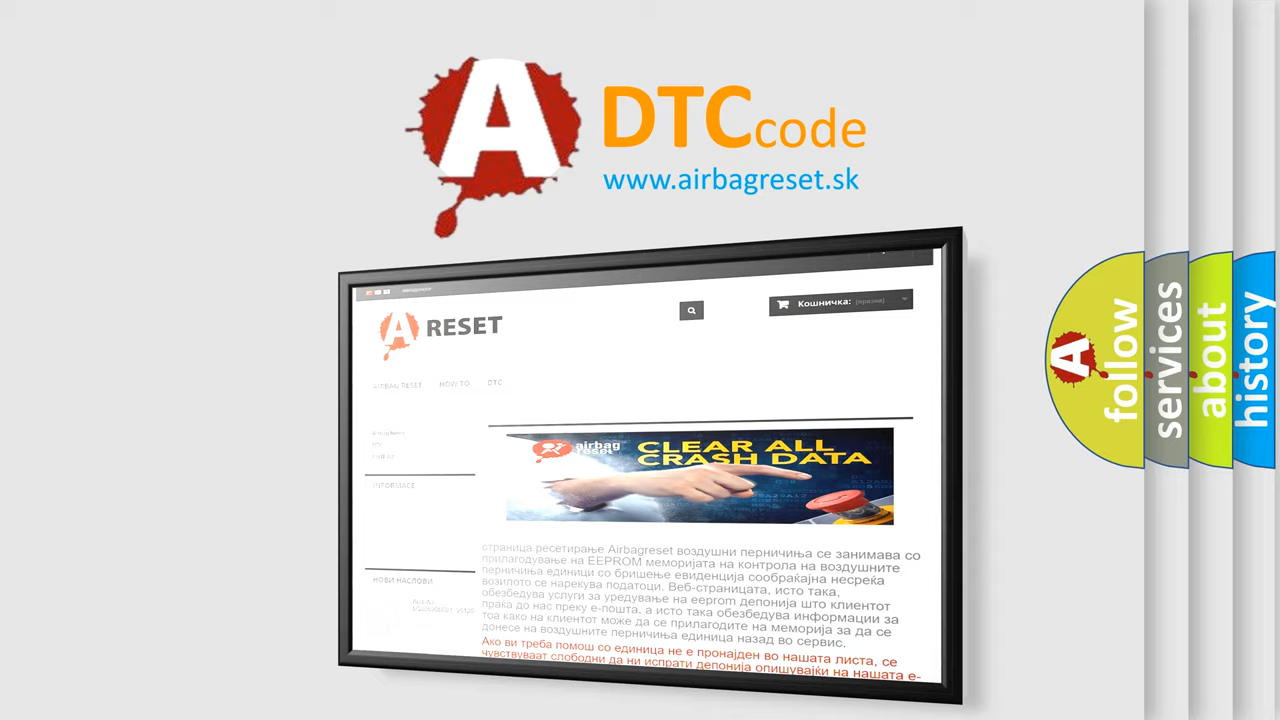 A
DTCcode
www.airbagreset.sk
A RESET
Кошничка: (празни)
AIRBAG RESET HOW TO DTC
INFORMACE
НОВИ НАСЛОВИ
airbag
reset
CLEAR ALL
CRASH DATA
страница ресетирање Airbagreset воздушни перничиња се занимава со
прилагодување на EEPROM меморијата на контрола на воздушните
перничиња единици со бришење евиденција сообраќајна несреќа
возилото се нарекува податоци. Веб-страницата, исто така,
обезбедува услуги за уредување на eeprom депонија што клиентот
праќа до нас преку е-пошта, а исто така обезбедува информации за
тоа како на клиентот може да се прилагодите на меморија за да се
донесе на воздушните перничиња единица назад во сервис.
Ако ви треба помош со единица не е пронајден во нашата листа, се
чувствуваат слободни да ни испрати депонија опишувајќи на нашата е-
A
follow
services
about
history